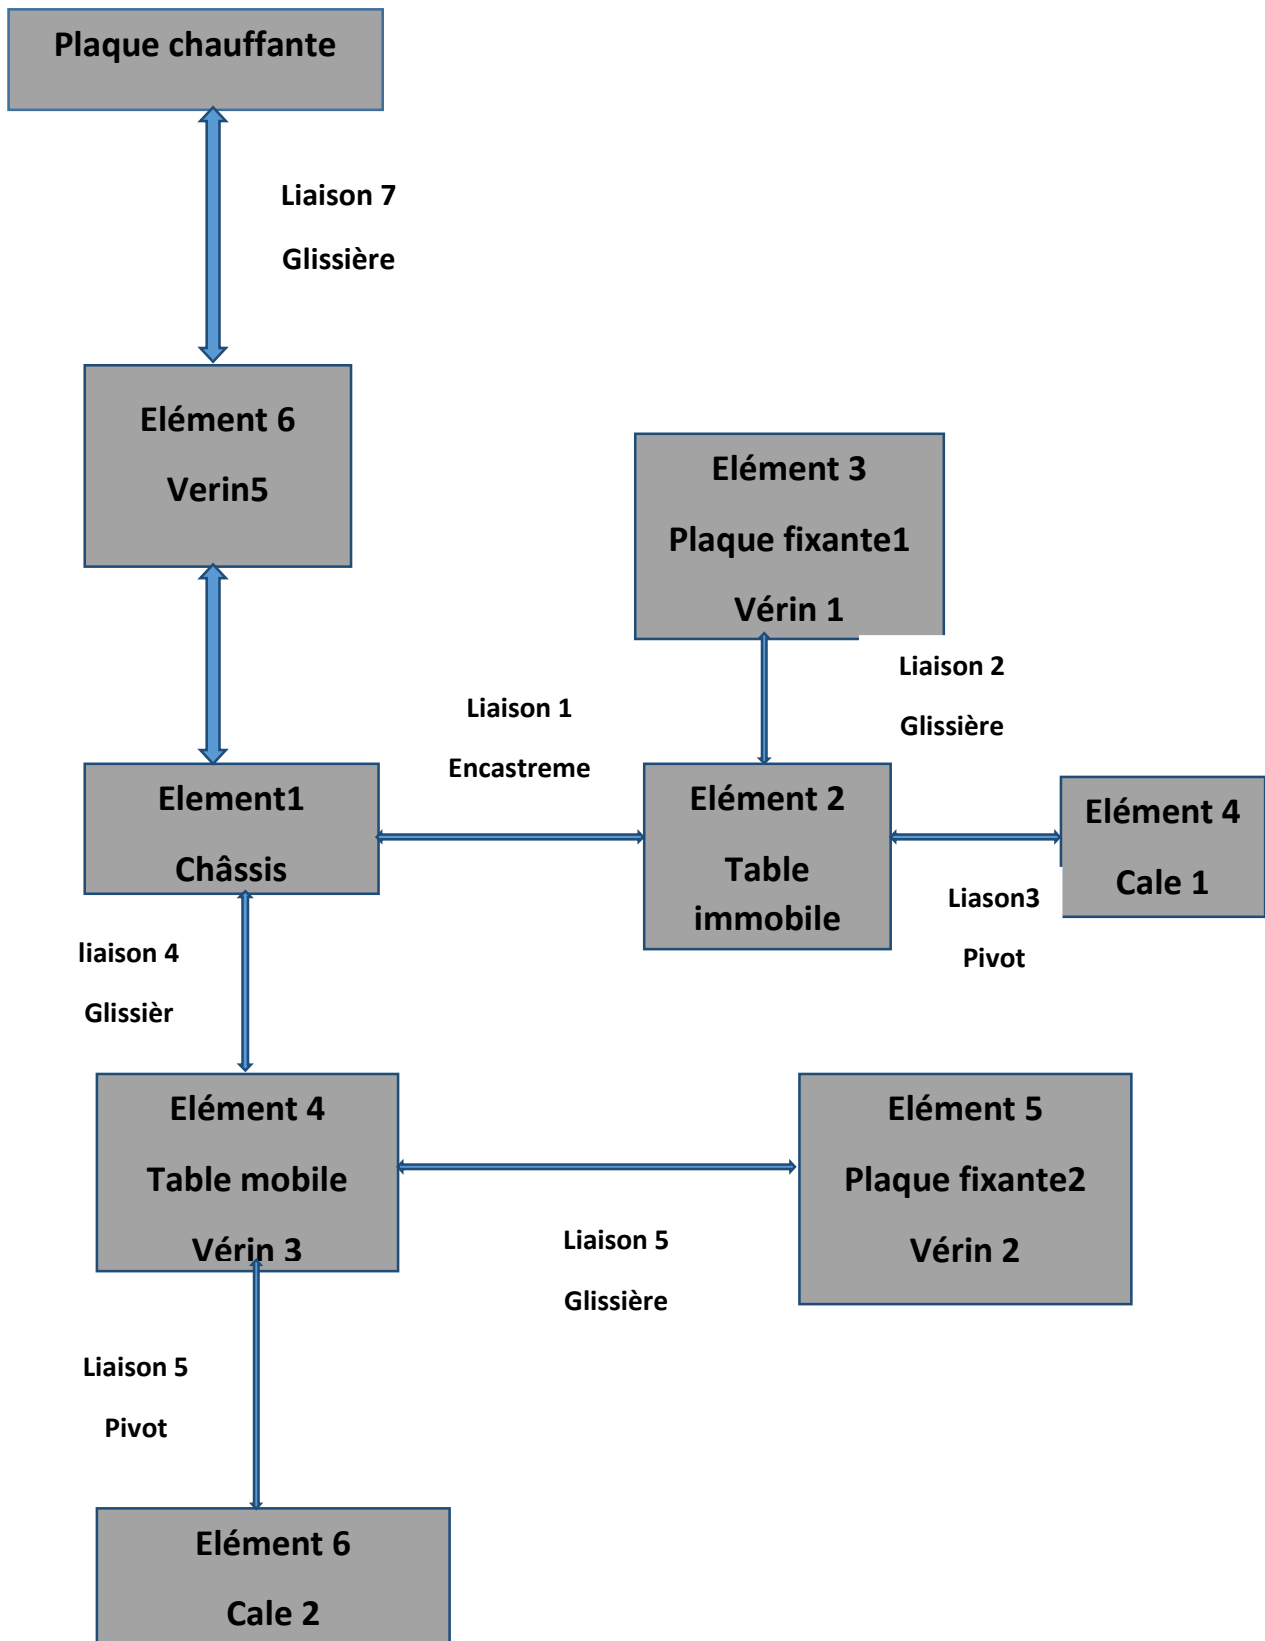 Plaque chauffante
Liaison 7
Glissière
Elément 6
Verin5
Elément 3
Plaque fixante1
Vérin 1
Liaison 2
Glissière
Liaison 1
Encastreme
Element1
Châssis
Elément 2
Table
immobile
Elément 4
Cale 1
Liason3
Pivot
liaison 4
Glissièr
Elément 4
Table mobile
Vérin 3
Elément 5
Plaque fixante2
Vérin 2
Liaison 5
Glissière
Liaison 5
Pivot
Elément 6
Cale 2